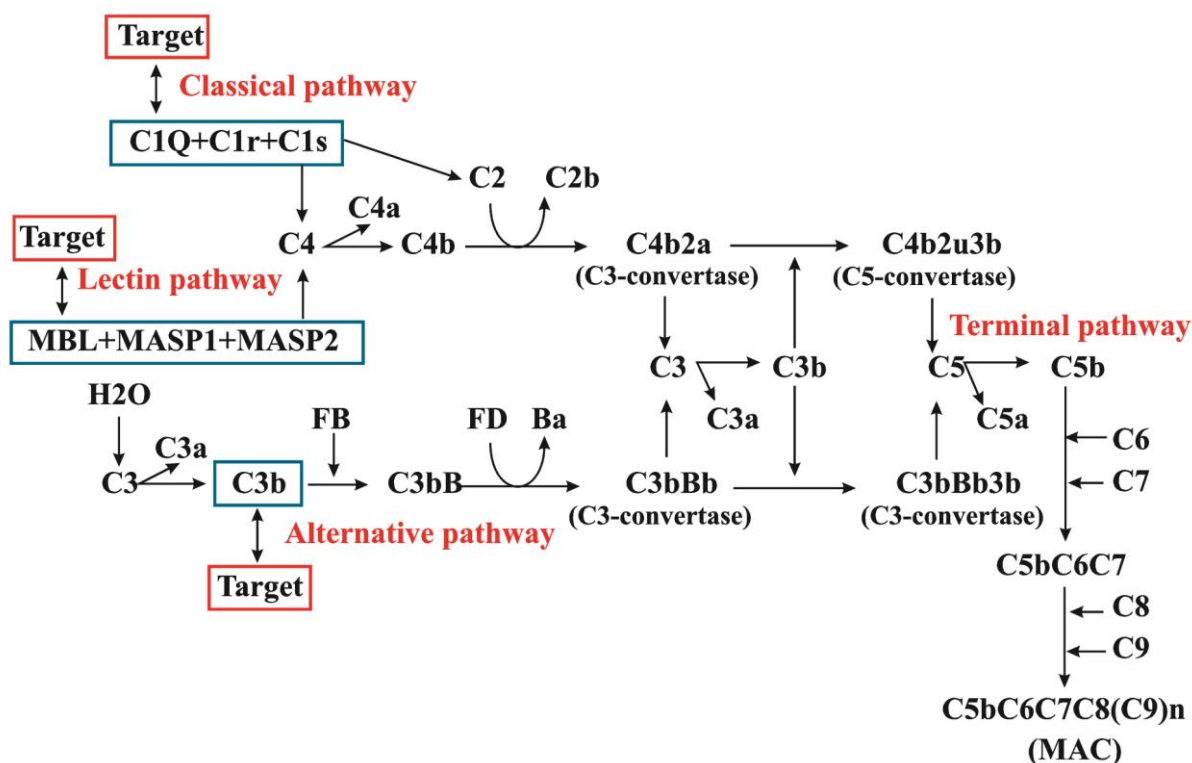 Target
Classical pathway
C1Q+C1r+C1s
C2
C2b
C4a
Target
C4
C4b
C4b2a
(C3-convertase)
C4b2u3b
(C5-convertase)
Lectin pathway
MBL+MASP1+MASP2
Terminal pathway
C3
C3b
C5
C5b
H2O
C3a
C5a
FB
FD
Ba
C3a
C6
C3
C3b
C3bB
C3bBb
(C3-convertase)
C3bBb3b
(C3-convertase)
C7
Alternative pathway
Target
C5bC6C7
C8
C9
C5bC6C7C8(C9)n
(MAC)